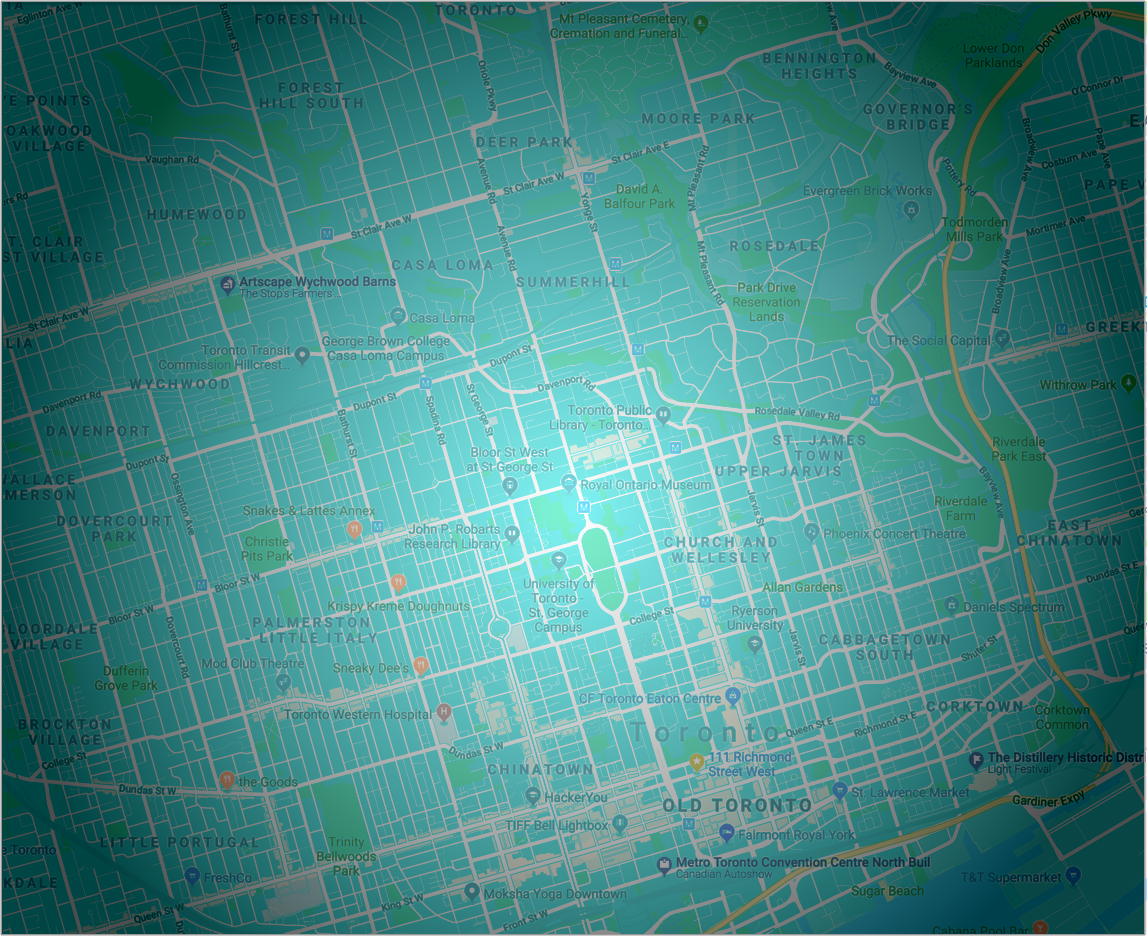 Eglinton Ave W
Bathurst St
FOREST HILL
TORONTO
Mt Pleasant Cemetery,
Cremation and Funeral...
Don Valley Pkwy
Lower Don
Parklands
BENNINGTON
HEIGHTS
Bayview Ave
O'Connor Dr
Oriole Pkwy
FOREST
HILL SOUTH
E POINTS
OAKWOOD
VILLAGE
Vaughan Rd
DEER PARK
MOORE PARK
GOVERNOR'S
BRIDGE
Broadview Ave
Pape Ave
Cosburn Ave
St Clair Ave E
St Clair Ave W
Avenue Rd
Mt Pleasant Rd
Pottery Rd
PAPE V
David A.
Balfour Park
Evergreen Brick Works
HUMEWOOD
St Clair Ave W
Yonge St
Todmorden
Mills Park
Mortimer Ave
T. CLAIR
ST VILLAGE
ROSEDALE
Avenue Rd
Mt Pleasant Rd
Broadview Ave
CASA LOMA
SUMMERHILL
Artscape Wychwood Barns
The Stop's Farmers...
Park Drive
Reservation
Lands
St Clair Ave W
Casa Loma
GREEK
LIA
George Brown College
Casa Loma Campus
The Social Capital
Toronto Transit
Commission Hillcrest...
Dupont St
WYCHWOOD
Davenport Rd
Withrow Park
Davenport Rd
Dupont St
Spadina Rd
St George St
Bathurst St
Toronto Public
Library - Toronto...
Rosedale Valley Rd
DAVENPORT
ST. JAMES
TOWN
UPPER JARVIS
Riverdale
Park East
Dupont St
Bloor St West
at St George St
Ossington Ave
Royal Ontario Museum
Bayview Ave
WALLACE
MERSON
Jarvis St
Riverdale
Farm
Snakes & Lattes Annex
DOVERCOURT
PARK
Christie
Pits Park
John P. Robarts
Research Library
CHURCH AND
WELLESLEY
Phoenix Concert Theatre
EAST
CHINATOWN
Bloor St W
Krispy Kreme Doughnuts
University of
Toronto -
St. George
Campus
Allan Gardens
Dundas St E
Bloor St W
College St
Ryerson
University
Daniels Spectrum
BLOORDALE
VILLAGE
Dovercourt Rd
PALMERSTON
- LITTLE ITALY
Jarvis St
CABBAGETOWN
SOUTH
Shuter St
Dufferin
Grove Park
Mod Club Theatre
Sneaky Dee's
CF Toronto Eaton Centre
Toronto Western Hospital
CORKTOWN
Corktown
Common
BROCKTON
VILLAGE
Toronto
Queen St E
Richmond St E
College St
Dundas St W
111 Richmond
Street West
The Distillery Historic Distr
Light Festival
CHINATOWN
the Goods
Dundas St W
HackerYou
OLD TORONTO
St. Lawrence Market
Gardiner Expy
TIFF Bell Lightbox
Fairmont Royal York
LITTLE PORTUGAL
Trinity
Bellwoods
Park
e Toronto
Metro Toronto Convention Centre North Buil
Canadian Autoshow
KDALE
FreshCo
T&T Supermarket
Moksha Yoga Downtown
Sugar Beach
King St W
Queen St W
Front St W
Cabana Pool Bar